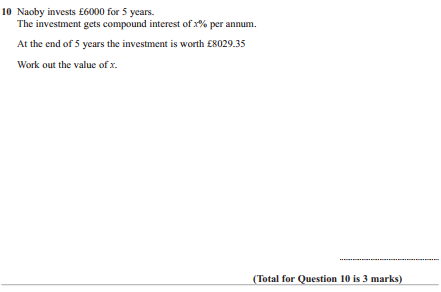 10 Naoby invests £6000 for 5 years.
The investment gets compound interest of x% per annum.
At the end of 5 years the investment is worth £8029.35
Work out the value of x.
(Total for Question 10 is 3 marks)